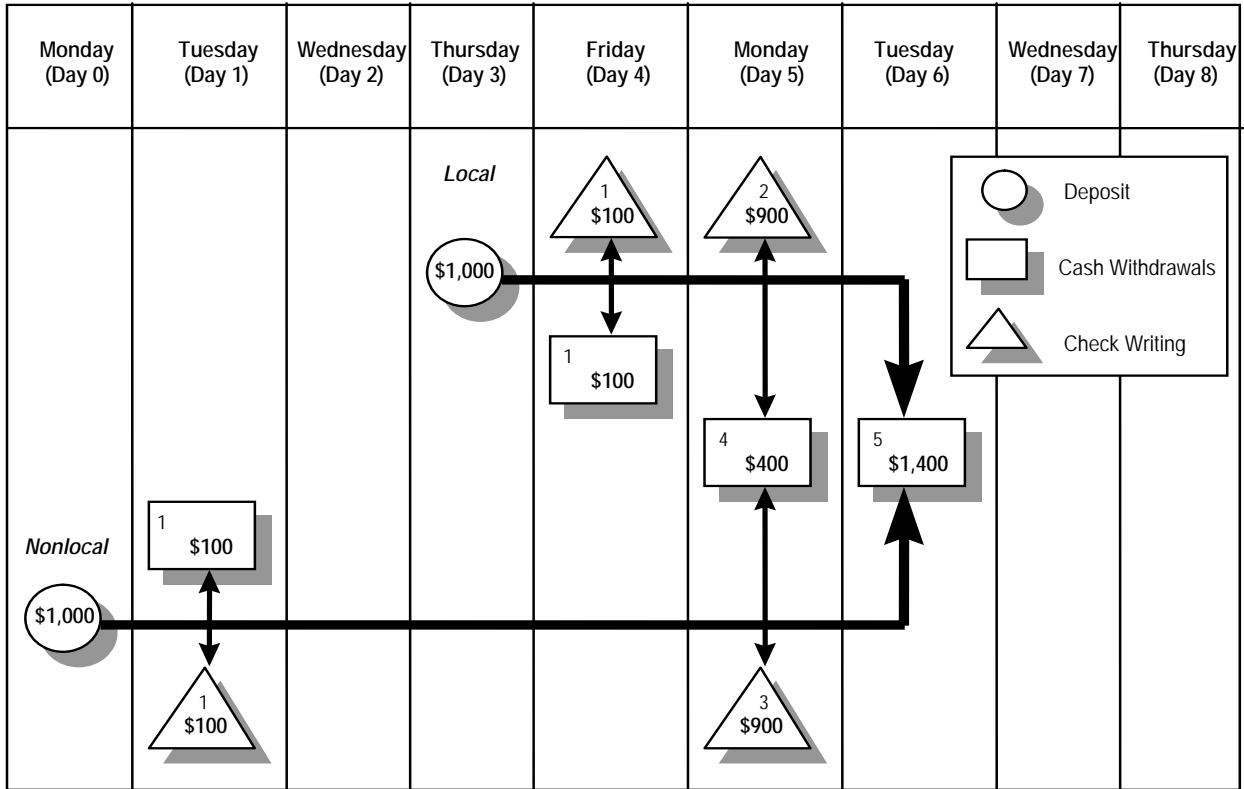 Monday
(Day 0)
Tuesday
(Day 1)
Wednesday
(Day 2)
Thursday
(Day 3)
Friday
(Day 4)
Monday
(Day 5)
Tuesday
(Day 6)
Wednesday
(Day 7)
Thursday
(Day 8)
Local
1
$100
2
$900
Deposit
$1,000
Cash Withdrawals
1
$100
Check Writing
4
$400
5
$1,400
1
$100
Nonlocal
$1,000
1
$100
3
$900